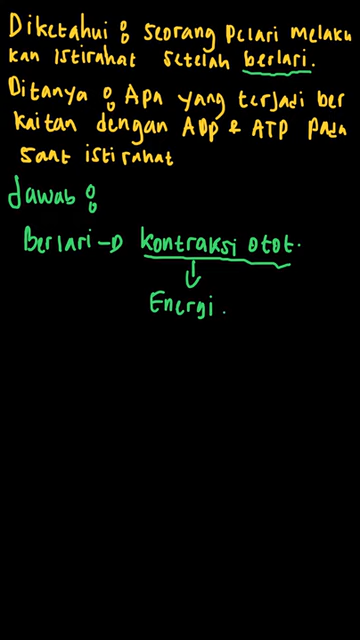 Diketahui : seorang pelari melaku
kan istirahat setelah berlari.
Ditanya : Apa yang terjadi ber
kaitan dengan ADP & ATP pada
saat istirahat
Jawab :
Berlari → kontraksi otot.
↓
Energi.